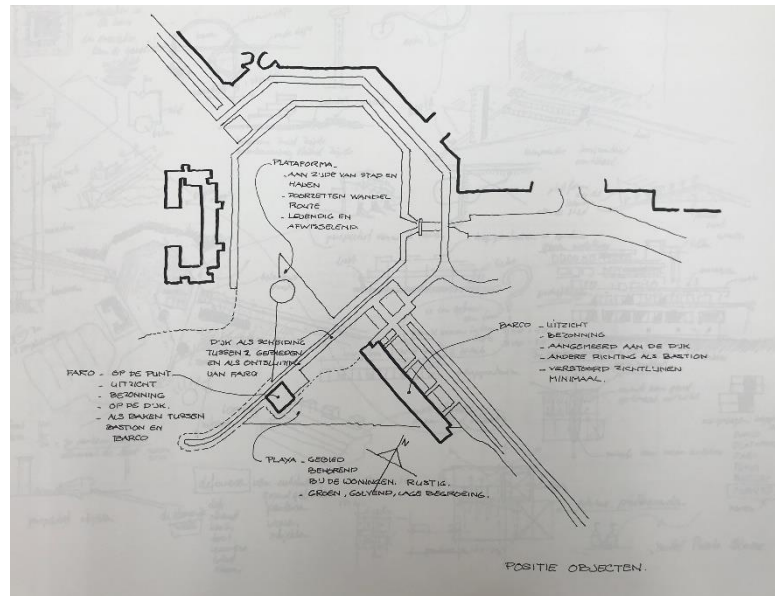 PLATAFORMA -
- AAN ZIJDE VAN STAD EN
HAVEN
- DOORZETTEN WANDEL
ROUTE
- LEVENDIG EN
AFWISSELEND.
DIJK ALS SCHEIDING
TUSSEN 2 GEBIEDEN
EN ALS ONTSLUITING
VAN FARO
BARCO - UITZICHT
- BEZONNING
- AANGEMEERD AAN DE DIJK
- ANDERE RICHTING ALS BASTION
- VERSTOORD ZICHTLIJNEN
MINIMAAL.
FARO - OP DE PUNT
- UITZICHT
- BEZONNING
- OP DE DIJK.
- ALS BAKEN TUSSEN
BASTION EN
BARCO
N
PLAYA - GEBIED
BEHOREND
BIJ DE WONINGEN. RUSTIG.
- GROEN, GOLVEND, LAGE BEGROEING.
POSITIE OBJECTEN.